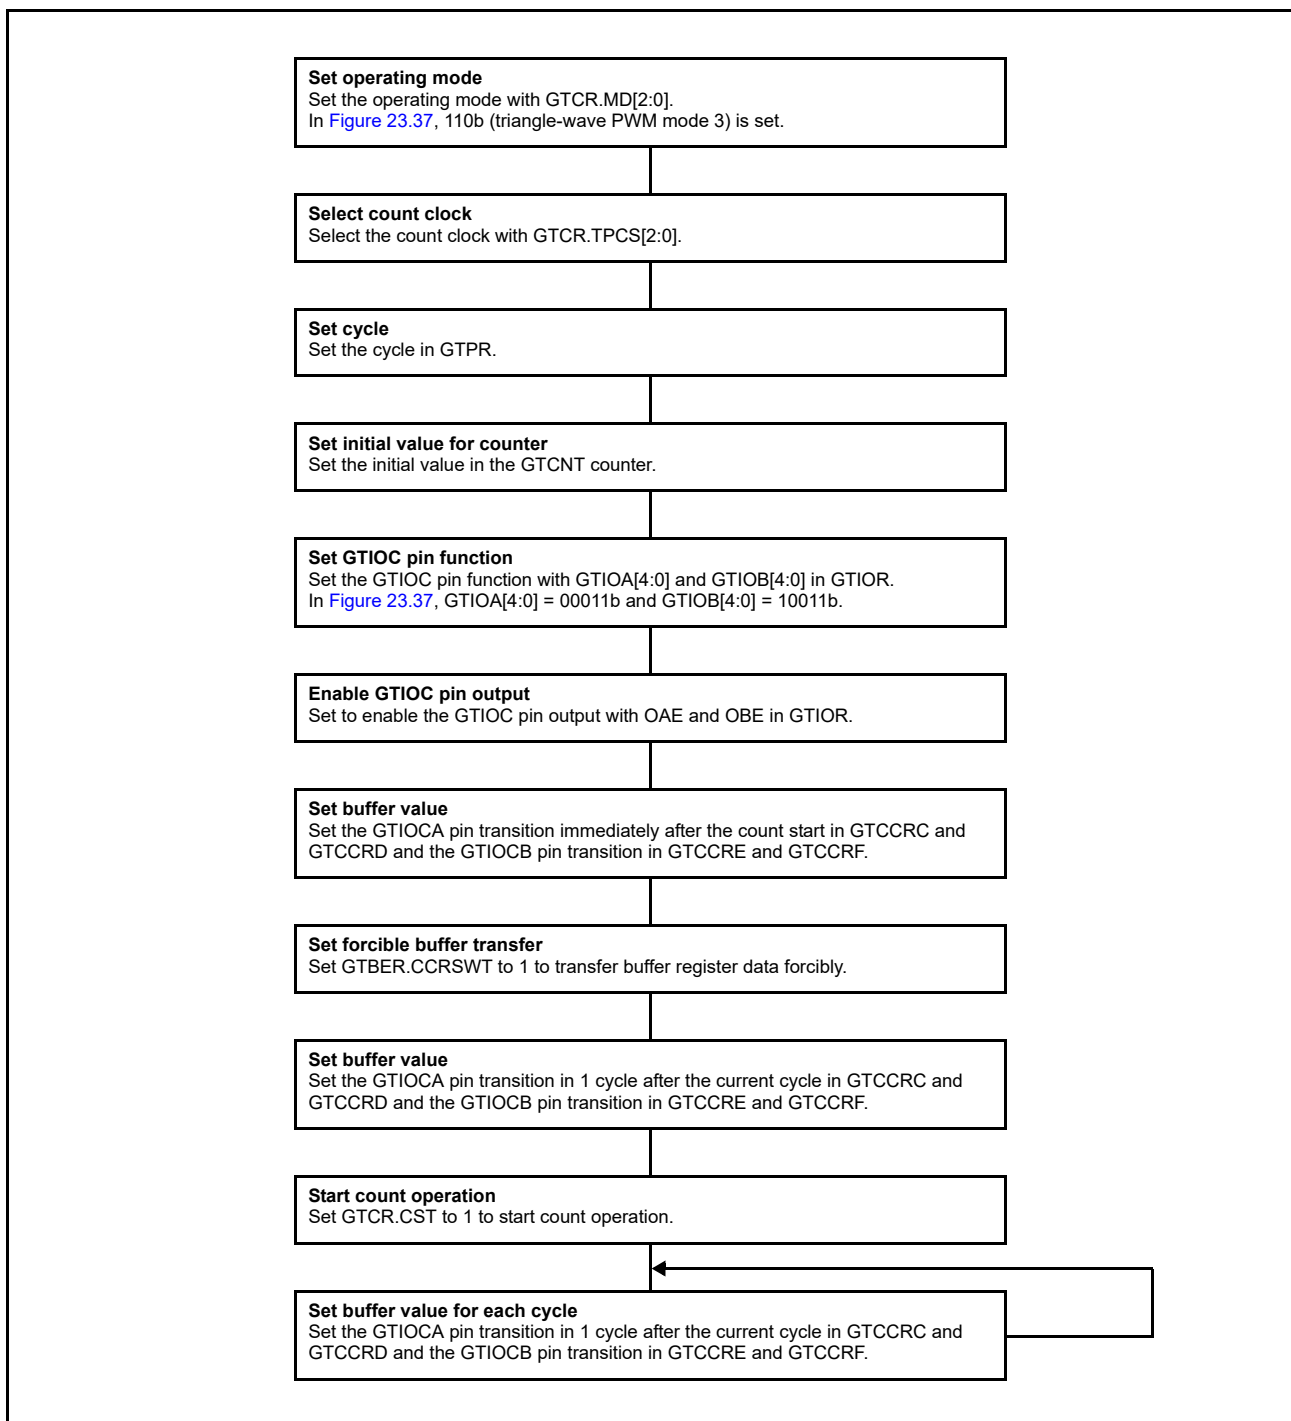 Set operating mode
Set the operating mode with GTCR.MD[2:0].
In Figure 23.37, 110b (triangle-wave PWM mode 3) is set.
Select count clock
Select the count clock with GTCR.TPCS[2:0].
Set cycle
Set the cycle in GTPR.
Set initial value for counter
Set the initial value in the GTCNT counter.
Set GTIOC pin function
Set the GTIOC pin function with GTIOA[4:0] and GTIOB[4:0] in GTIOR.
In Figure 23.37, GTIOA[4:0] = 00011b and GTIOB[4:0] = 10011b.
Enable GTIOC pin output
Set to enable the GTIOC pin output with OAE and OBE in GTIOR.
Set buffer value
Set the GTIOCA pin transition immediately after the count start in GTCCRC and
GTCCRD and the GTIOCB pin transition in GTCCRE and GTCCRF.
Set forcible buffer transfer
Set GTBER.CCRSWT to 1 to transfer buffer register data forcibly.
Set buffer value
Set the GTIOCA pin transition in 1 cycle after the current cycle in GTCCRC and
GTCCRD and the GTIOCB pin transition in GTCCRE and GTCCRF.
Start count operation
Set GTCR.CST to 1 to start count operation.
Set buffer value for each cycle
Set the GTIOCA pin transition in 1 cycle after the current cycle in GTCCRC and
GTCCRD and the GTIOCB pin transition in GTCCRE and GTCCRF.